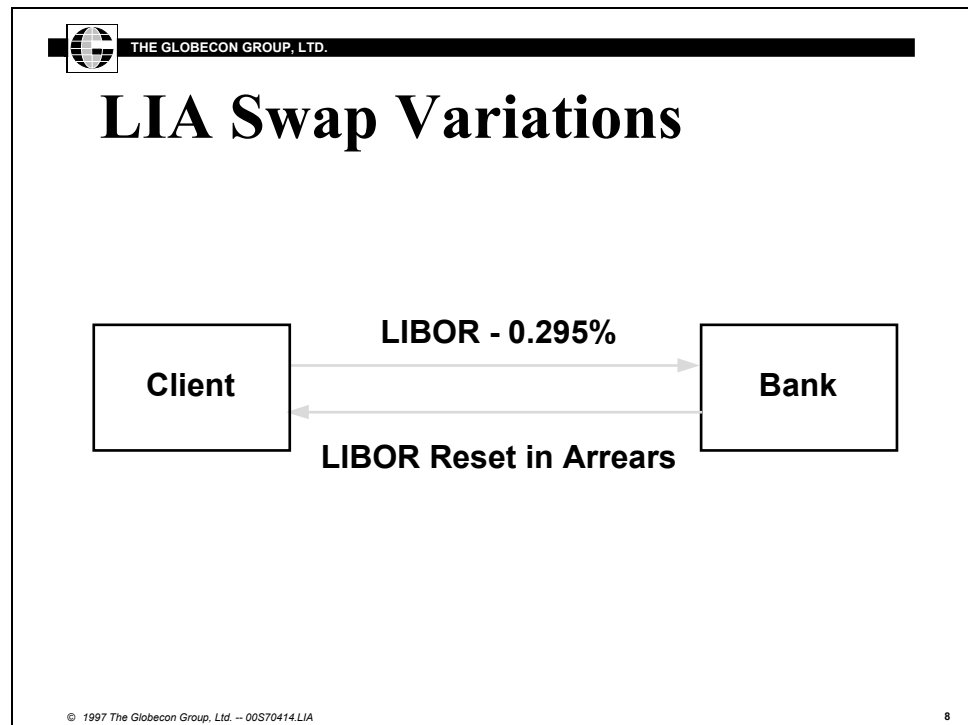 THE GLOBECON GROUP, LTD.
LIA Swap Variations
LIBOR - 0.295%
Client
Bank
LIBOR Reset in Arrears
© 1997 The Globecon Group, Ltd. -- 00S70414.LIA
8